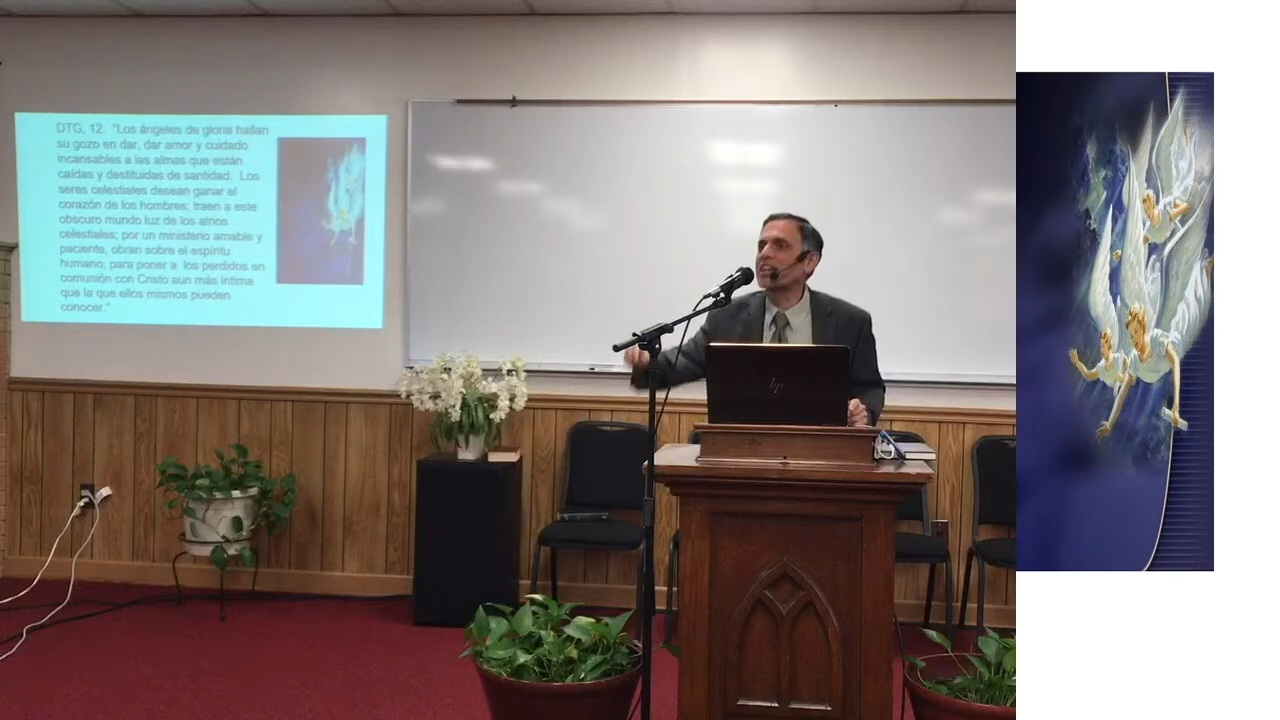 DTG, 12. "Los ángeles de gloria hallan
su gozo en dar, dar amor y cuidado
incansables a las almas que están
caídas y destituidas de santidad. Los
seres celestiales desean ganar el
corazón de los hombres; traen a este
obscuro mundo luz de los atrios
celestiales; por un ministerio amable y
paciente, obran sobre el espíritu
humano, para poner a los perdidos en
comunión con Cristo aun más íntima
que la que ellos mismos pueden
conocer."
hp